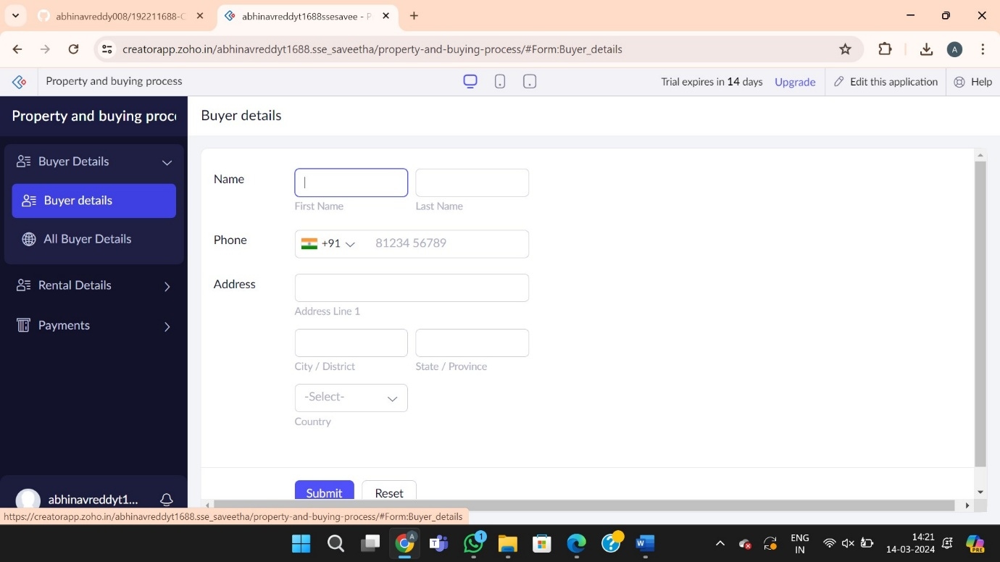 abhinavreddy008/192211688-C
abhinavreddyt1688ssesavee - P
creatorapp.zoho.in/abhinavreddyt1688.sse_saveetha/property-and-buying-process/#Form:Buyer_details
A
Property and buying process
Trial expires in 14 days
Upgrade
Edit this application
Help
Property and buying proc
Buyer Details
Buyer details
All Buyer Details
Rental Details
Payments
abhinavreddyt1...
Buyer details
Name
First Name
Last Name
Phone
+91
81234 56789
Address
Address Line 1
City / District
State / Province
-Select-
Country
Submit
Reset
https://creatorapp.zoho.in/abhinavreddyt1688.sse_saveetha/property-and-buying-process/#Form:Buyer_details
A
T
1
W
ENG
IN
14:21
14-03-2024
PRE